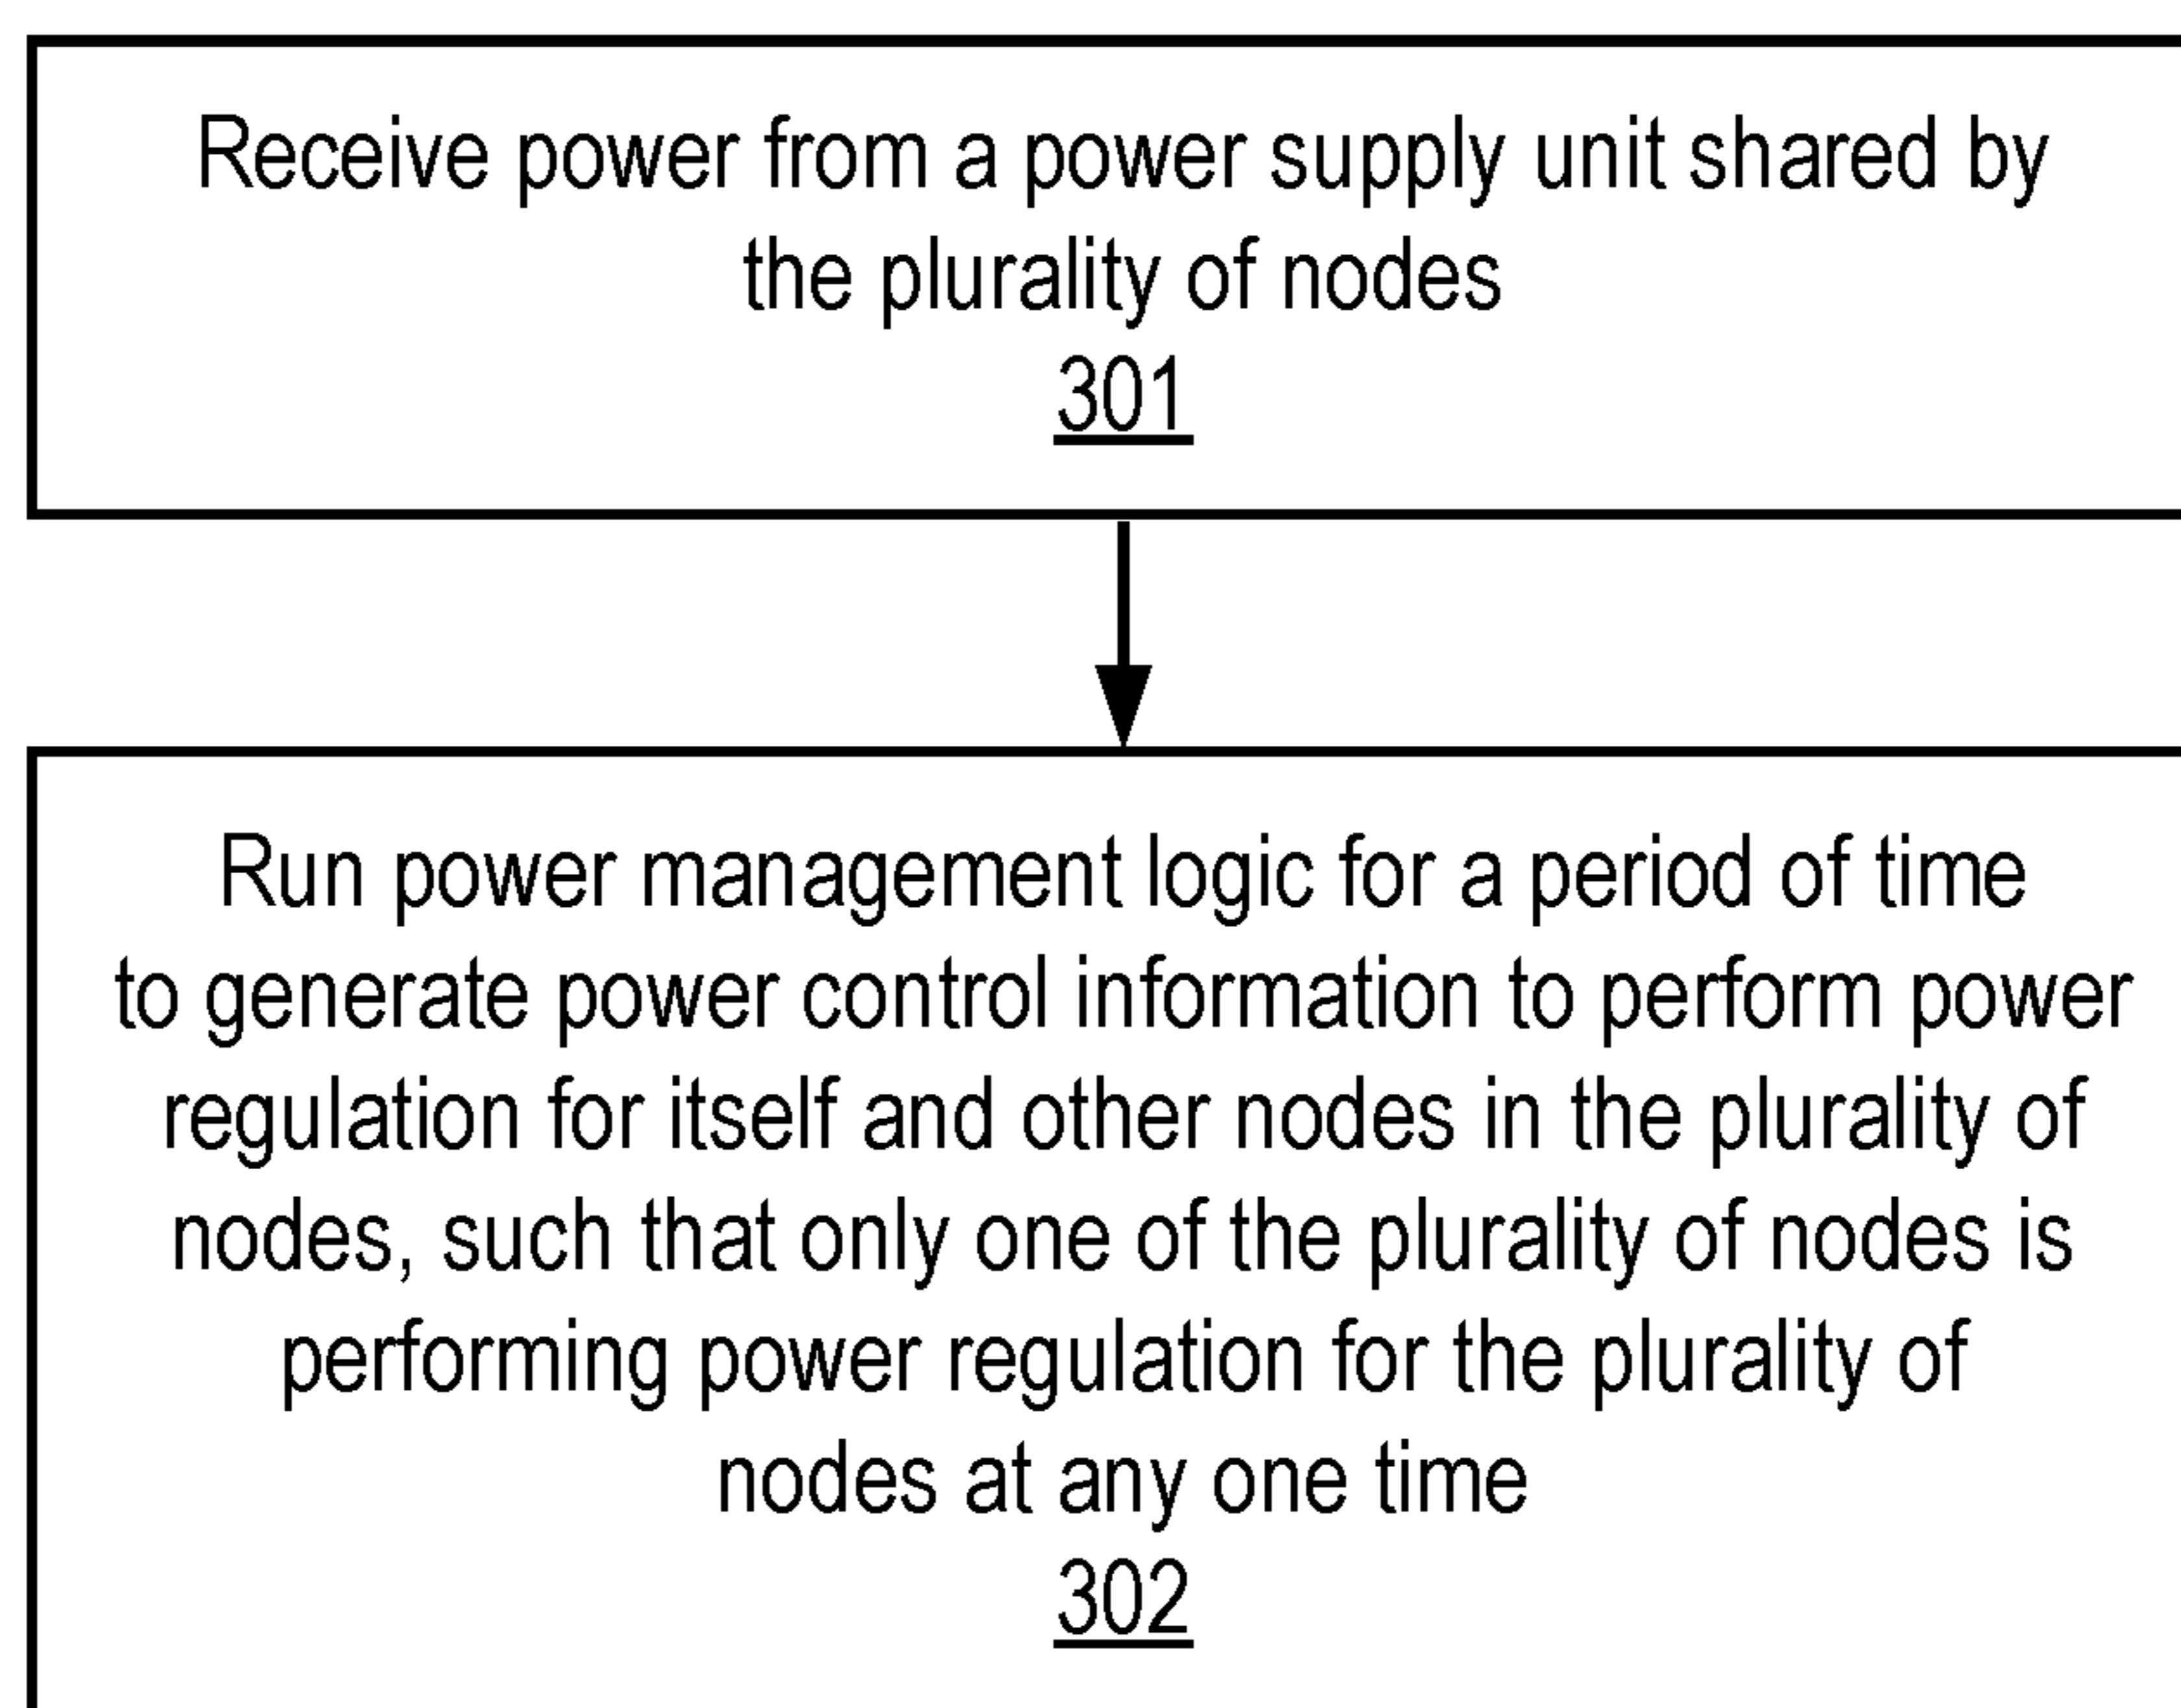 Receive power from a power supply unit shared by
the plurality of nodes
301
Run power management logic for a period of time
to generate power control information to perform power
regulation for itself and other nodes in the plurality of
nodes, such that only one of the plurality of nodes is
performing power regulation for the plurality of
nodes at any one time
302